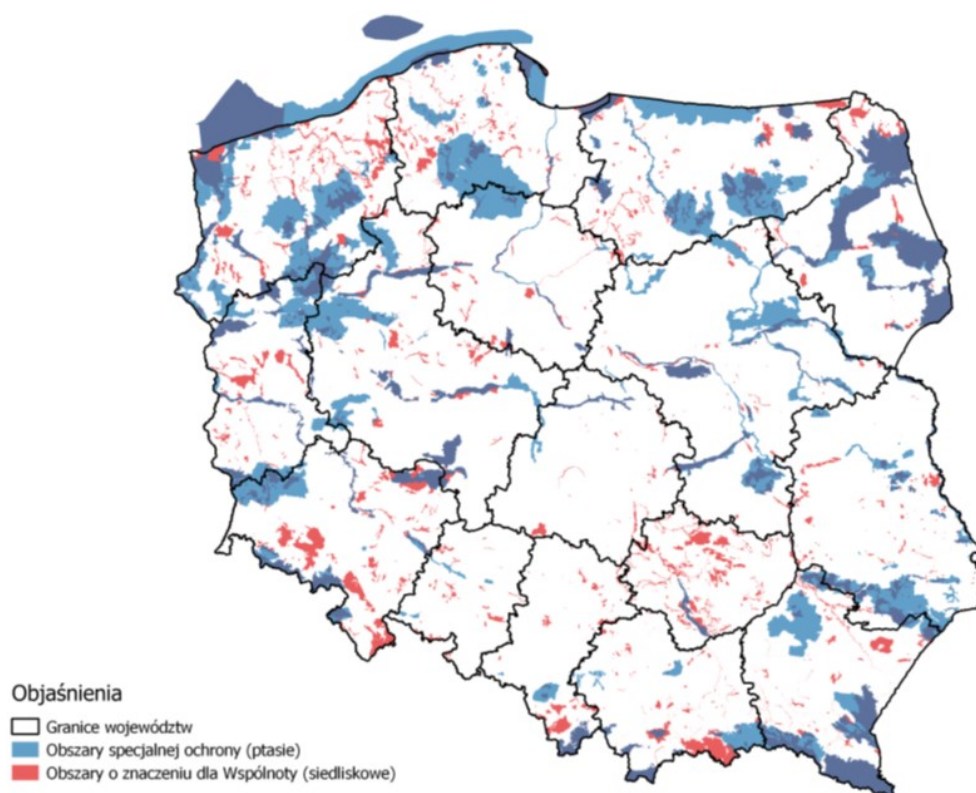 Objaśnienia
Granice województw
Obszary specjalnej ochrony (ptasie)
Obszary o znaczeniu dla Wspólnoty (siedliskowe)